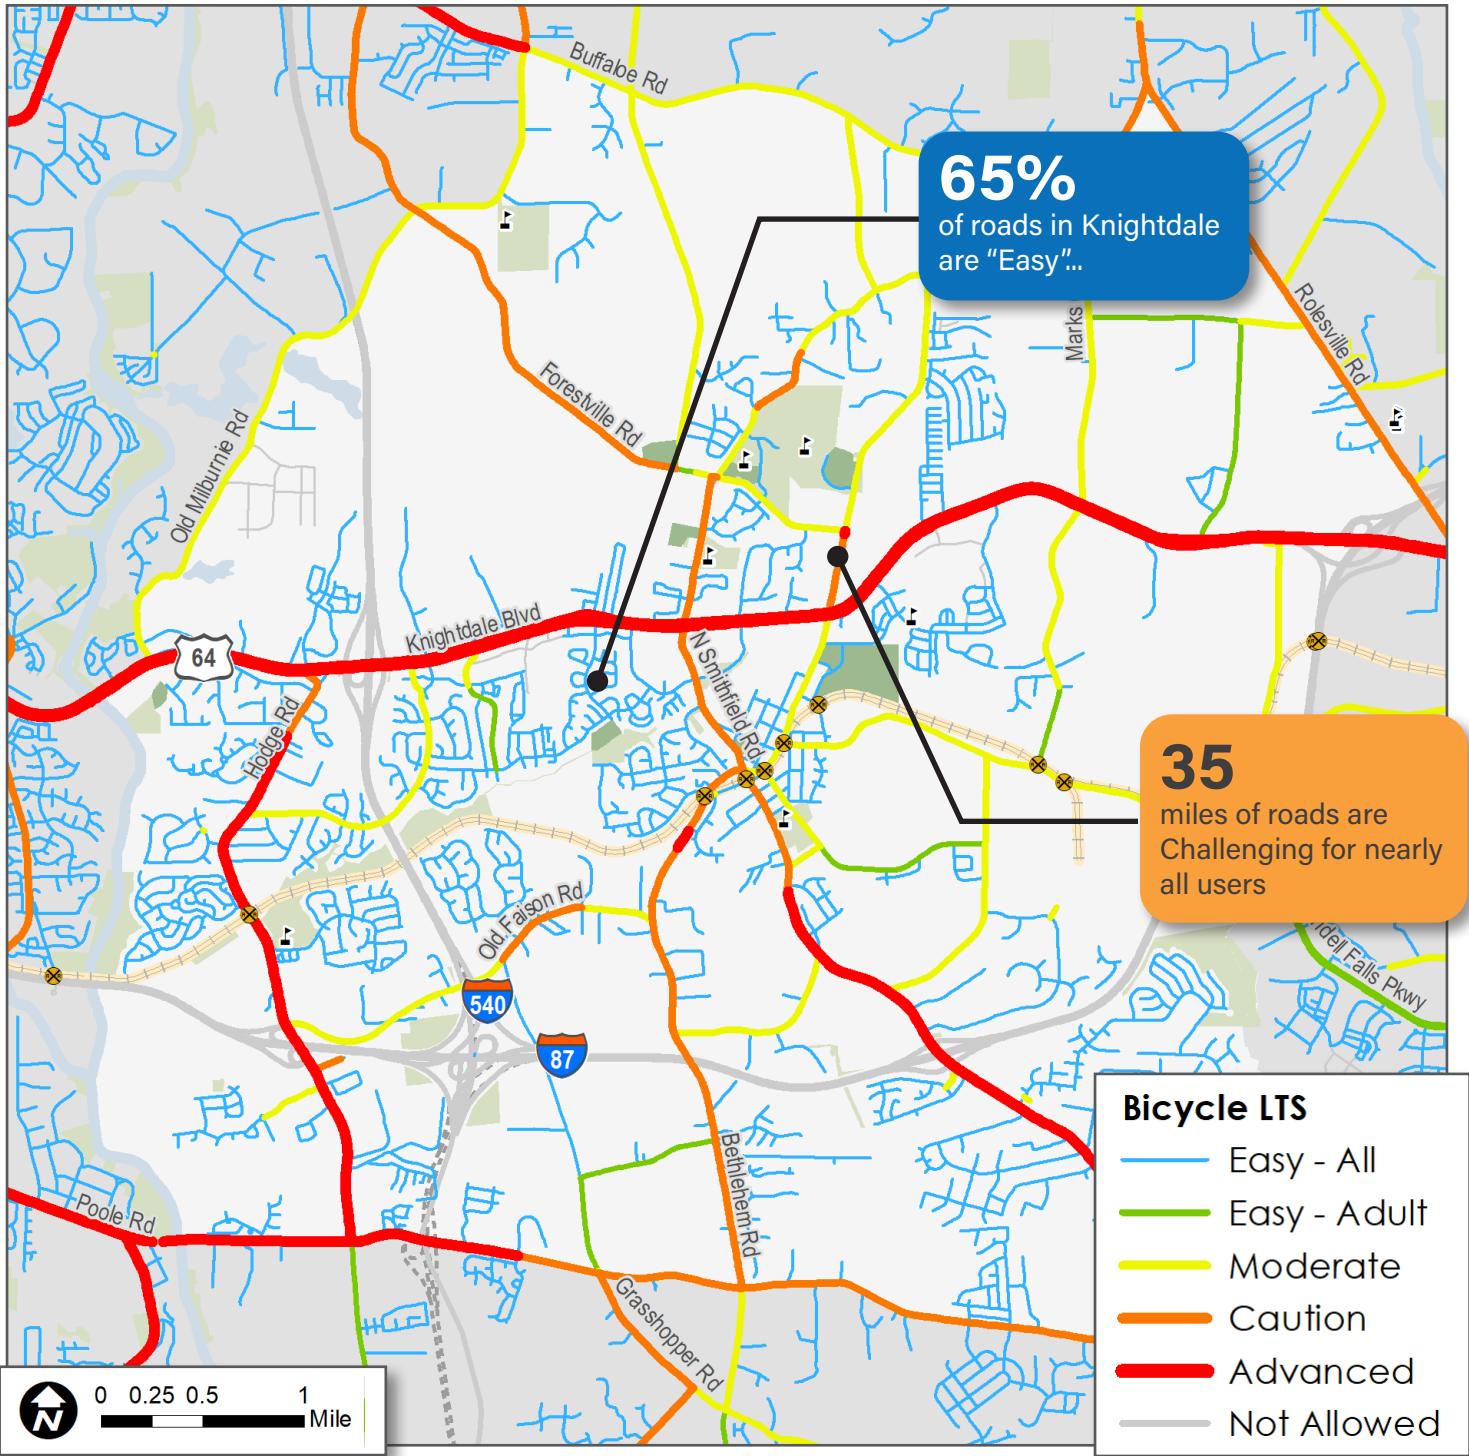 Buffaloe Rd
65%
of roads in Knightdale
are “Easy”...
Rolesville Rd
Marks
Forestville Rd
Old Milburnie Rd
Knightdale Blvd
64
N Smithfield Rd
Hodge Rd
35
miles of roads are
Challenging for nearly
all users
Old Faison Rd
ndell Falls Pkwy
540
87
Bethlehem Rd
Poole Rd
Grasshopper Rd
Bicycle LTS
Easy - All
Easy - Adult
Moderate
Caution
Advanced
Not Allowed
N
0 0.25 0.5 1
Mile